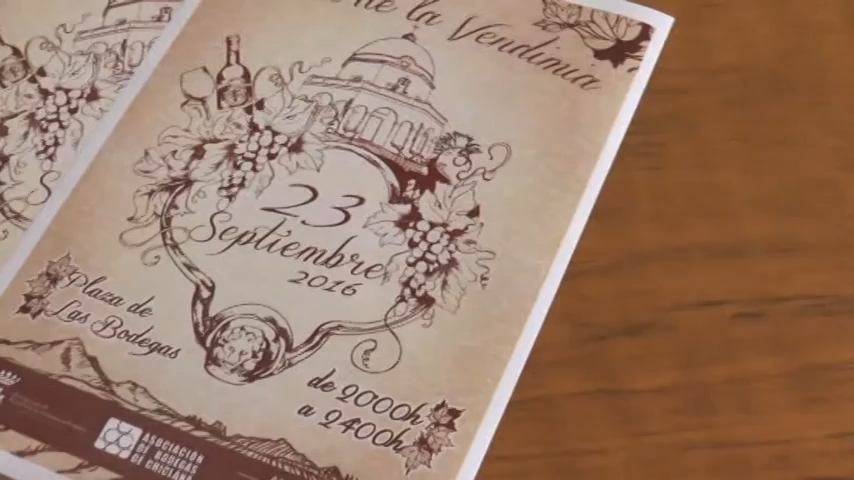 de la Vendimia
23
Septiembre
2016
Plaza de
Las Bodegas
de 20'00h
a 24'00h
ASOCIACIÓN
DE BODEGAS
DE CHICLANA